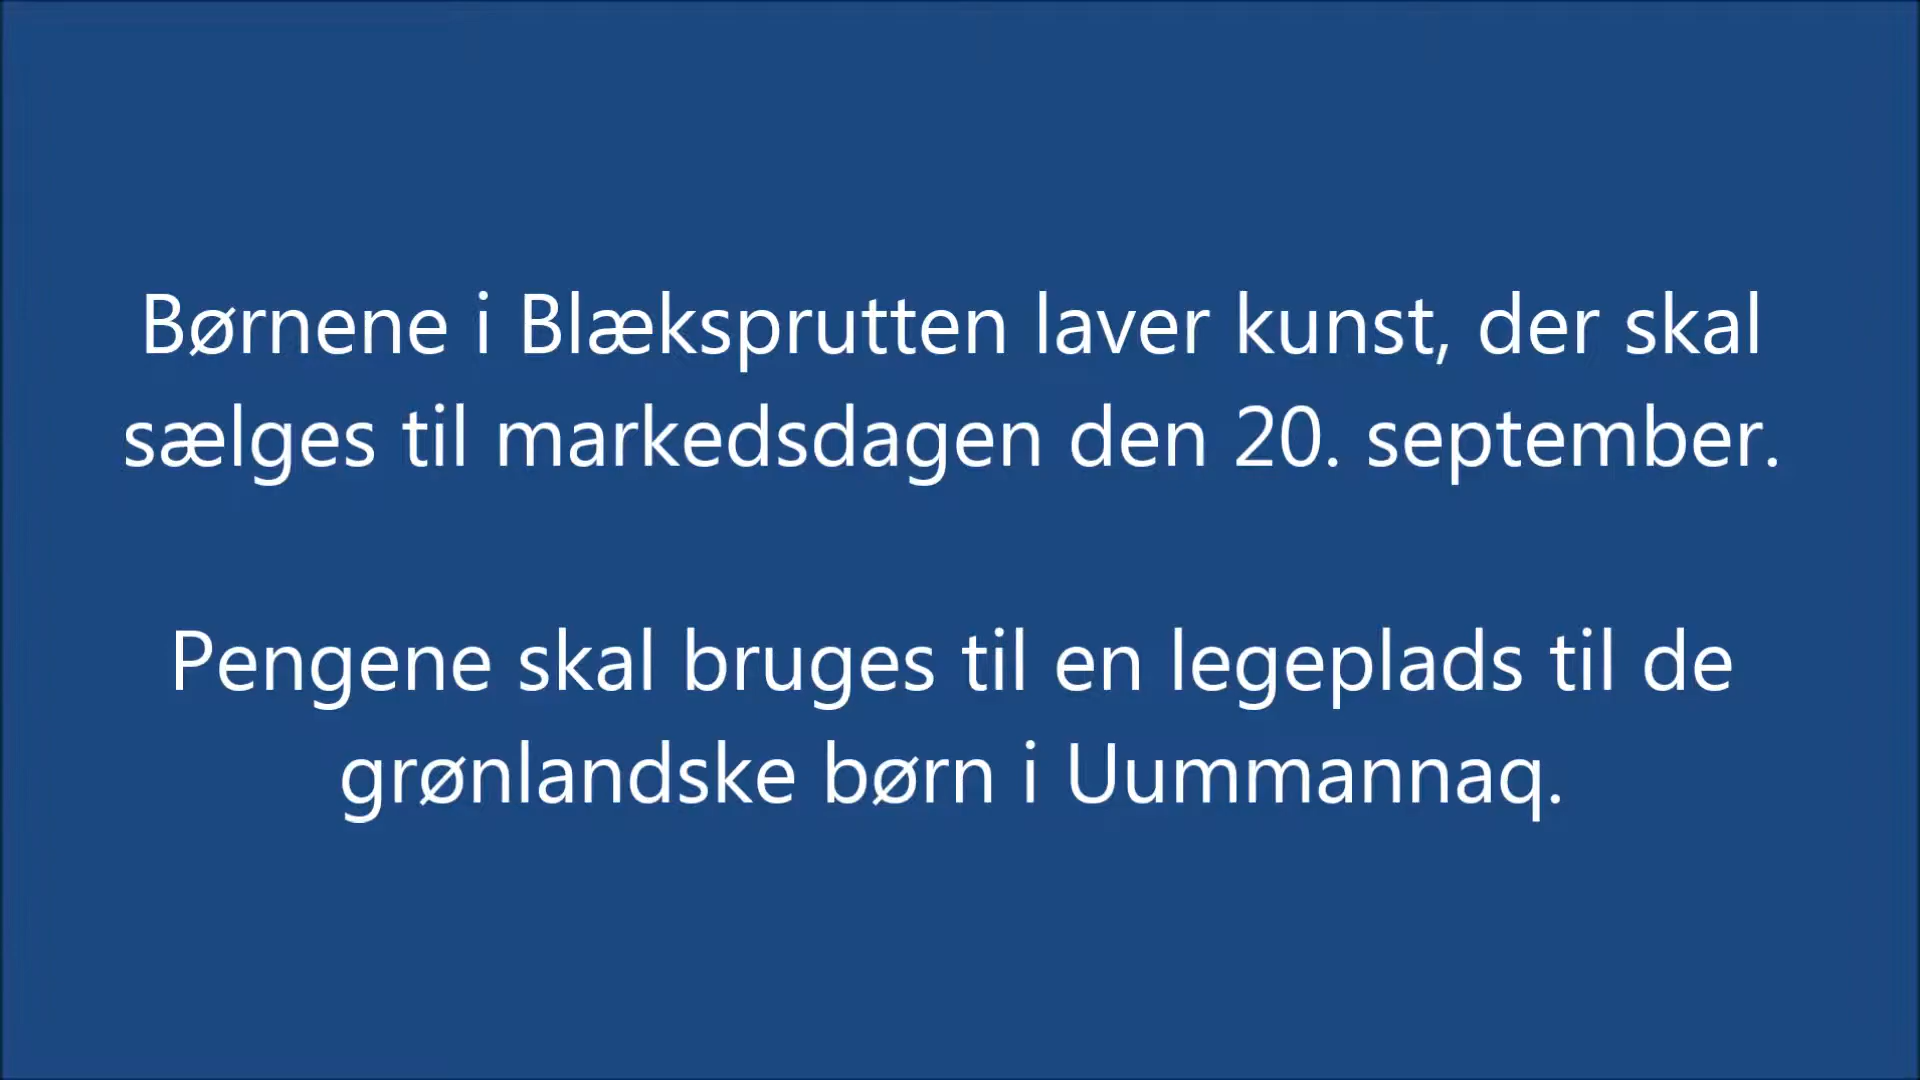 Børnene i Blæksprutten laver kunst, der skal
sælges til markedsdagen den 20. september.
Pengene skal bruges til en legeplads til de
grønlandske børn i Uummannaq.